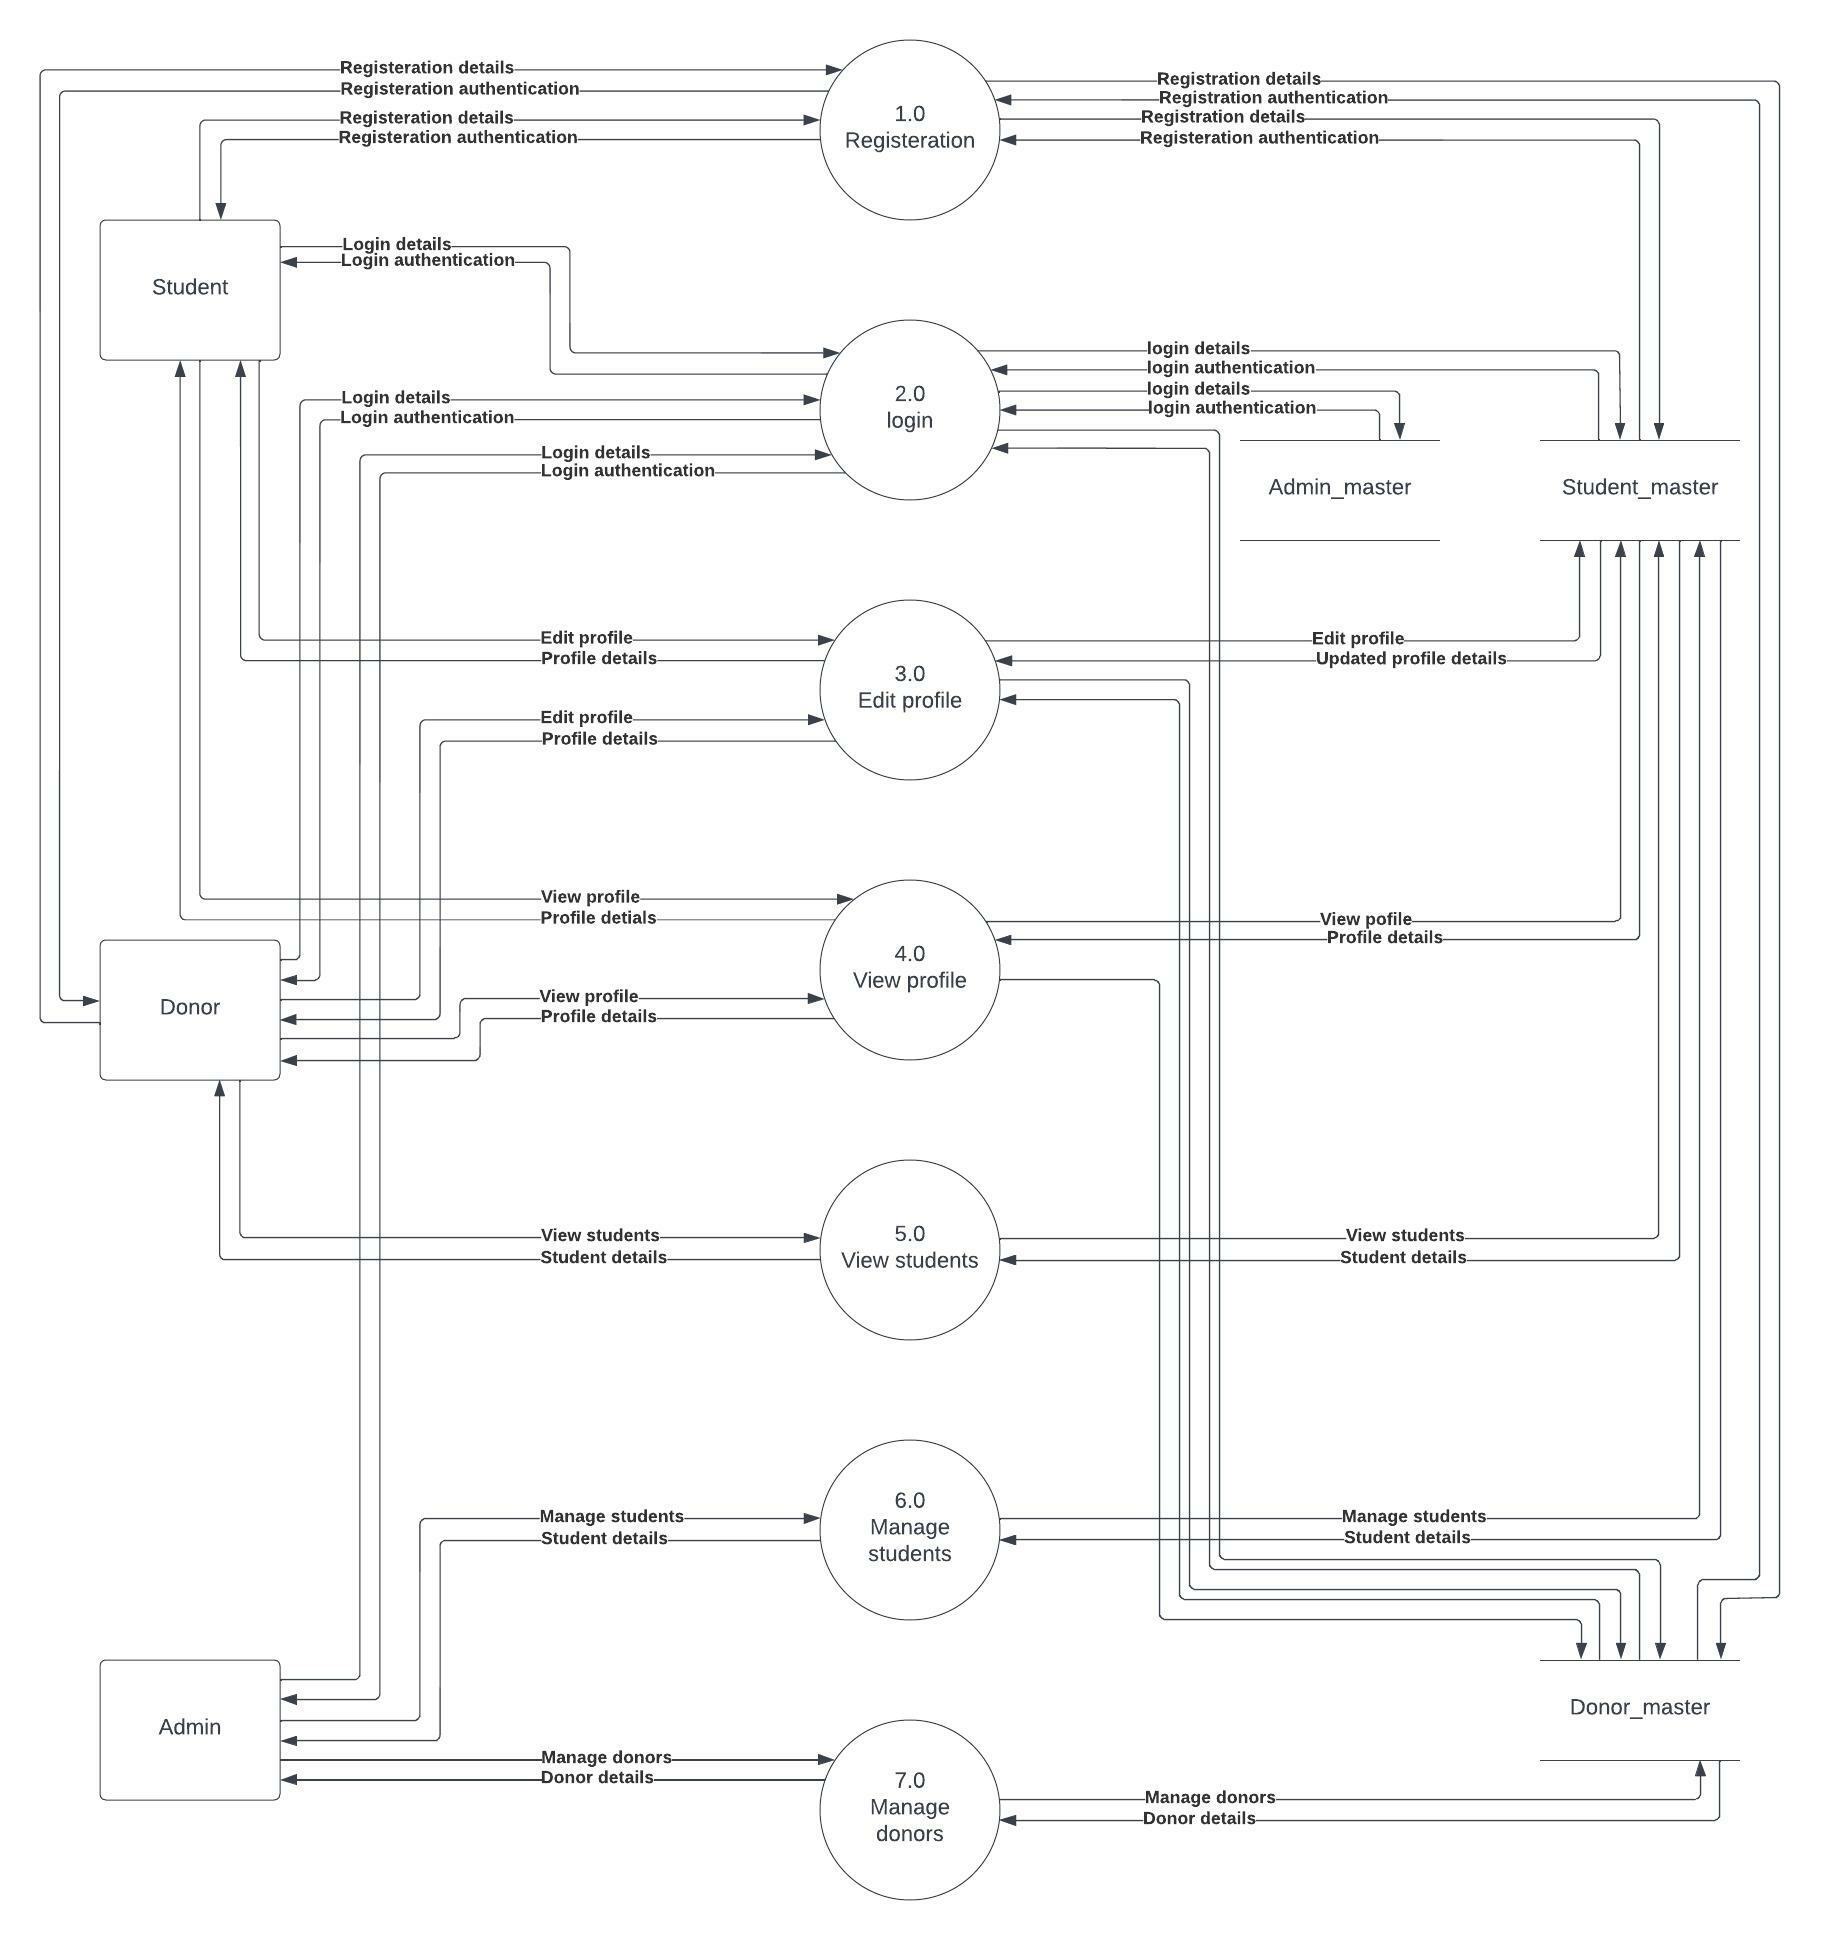 Registeration details
Registeration authentication
Registeration details
Registeration authentication
1.0
Registeration
Registration details
Registration authentication
Registration details
Registeration authentication
Student
Login details
Login authentication
Login details
Login authentication
Login details
Login authentication
2.0
login
login details
login authentication
login details
login authentication
Admin_master
Student_master
Edit profile
Profile details
Edit profile
Profile details
3.0
Edit profile
Edit profile
Updated profile details
View profile
Profile detials
4.0
View profile
View pofile
Profile details
Donor
View profile
Profile details
View students
Student details
5.0
View students
View students
Student details
Manage students
Student details
6.0
Manage
students
Manage students
Student details
Admin
Manage donors
Donor details
7.0
Manage
donors
Donor_master
Manage donors
Donor details